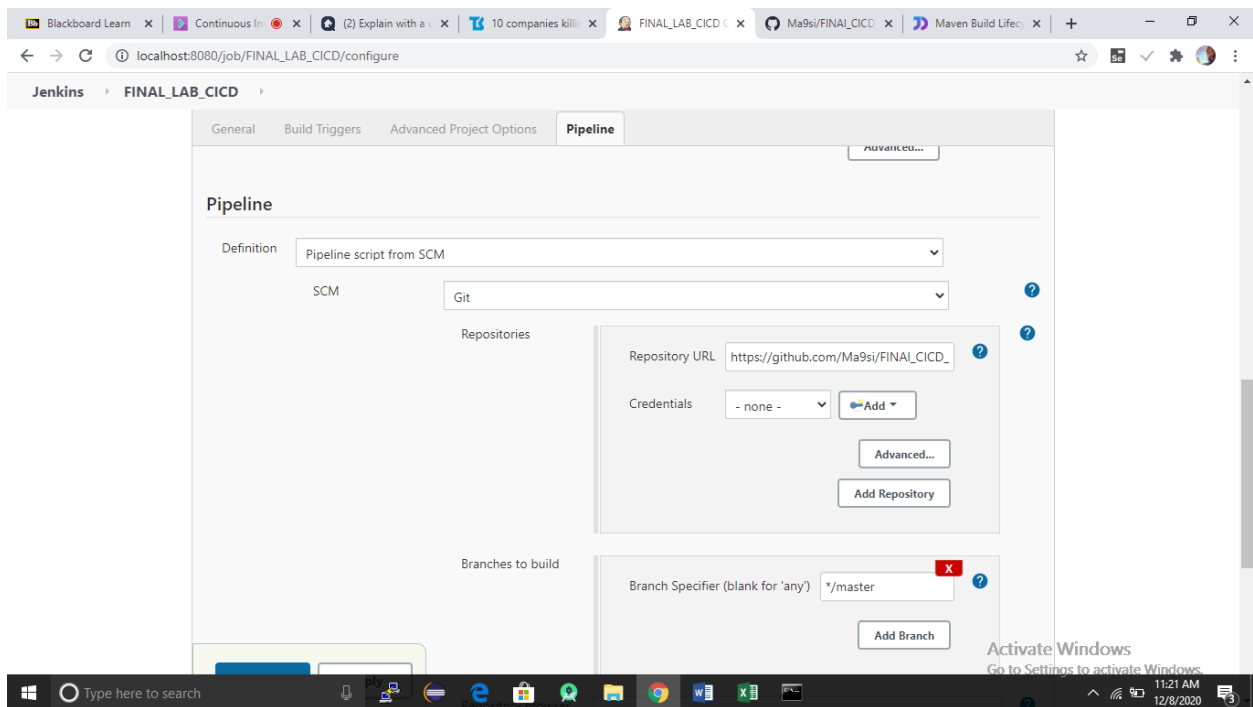 Blackboard Learn
Continuous In
(2) Explain with a u
10 companies killin
FINAL_LAB_CICD C
Ma9si/FINAI_CICD
Maven Build Lifecy
localhost:8080/job/FINAL_LAB_CICD/configure
Jenkins FINAL_LAB_CICD
General Build Triggers Advanced Project Options Pipeline
Advanced...
Pipeline
Definition Pipeline script from SCM
SCM Git
Repositories
Repository URL https://github.com/Ma9si/FINAI_CICD_
Credentials - none - Add
Advanced...
Add Repository
Branches to build
X
Branch Specifier (blank for 'any') */master
Add Branch
Activate Windows
Go to Settings to activate Windows.
Type here to search
11:21 AM
12/8/2020
3